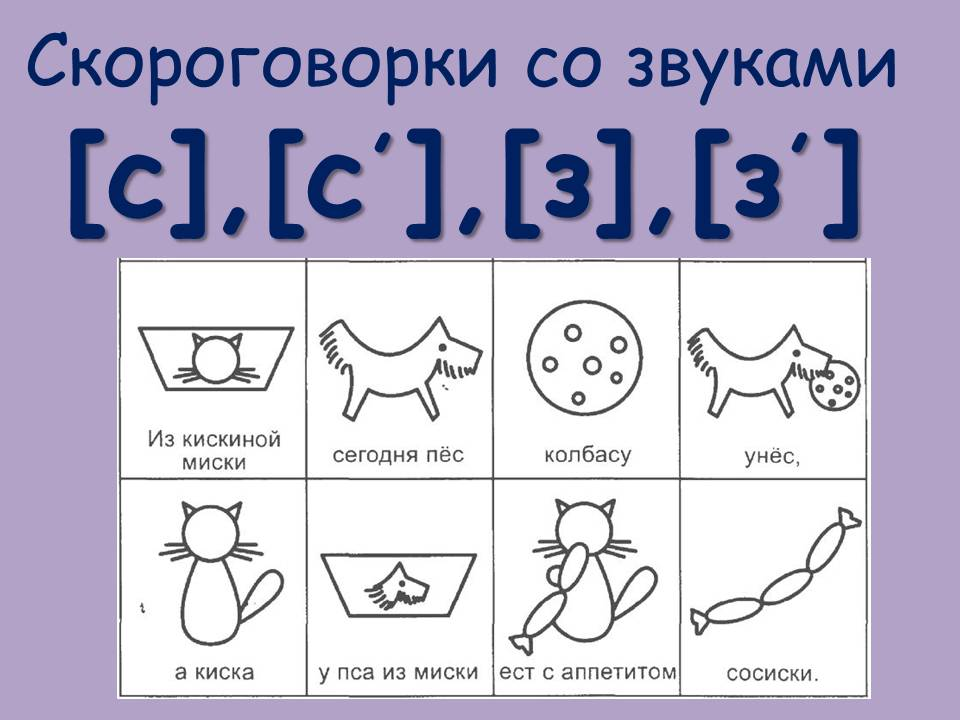 Скороговорки со звуками
[с],[с′],[з],[з′]
Из кискиной
миски
сегодня пёс
колбасу
унёс,
а киска
у пса из миски
ест с аппетитом
сосиски.